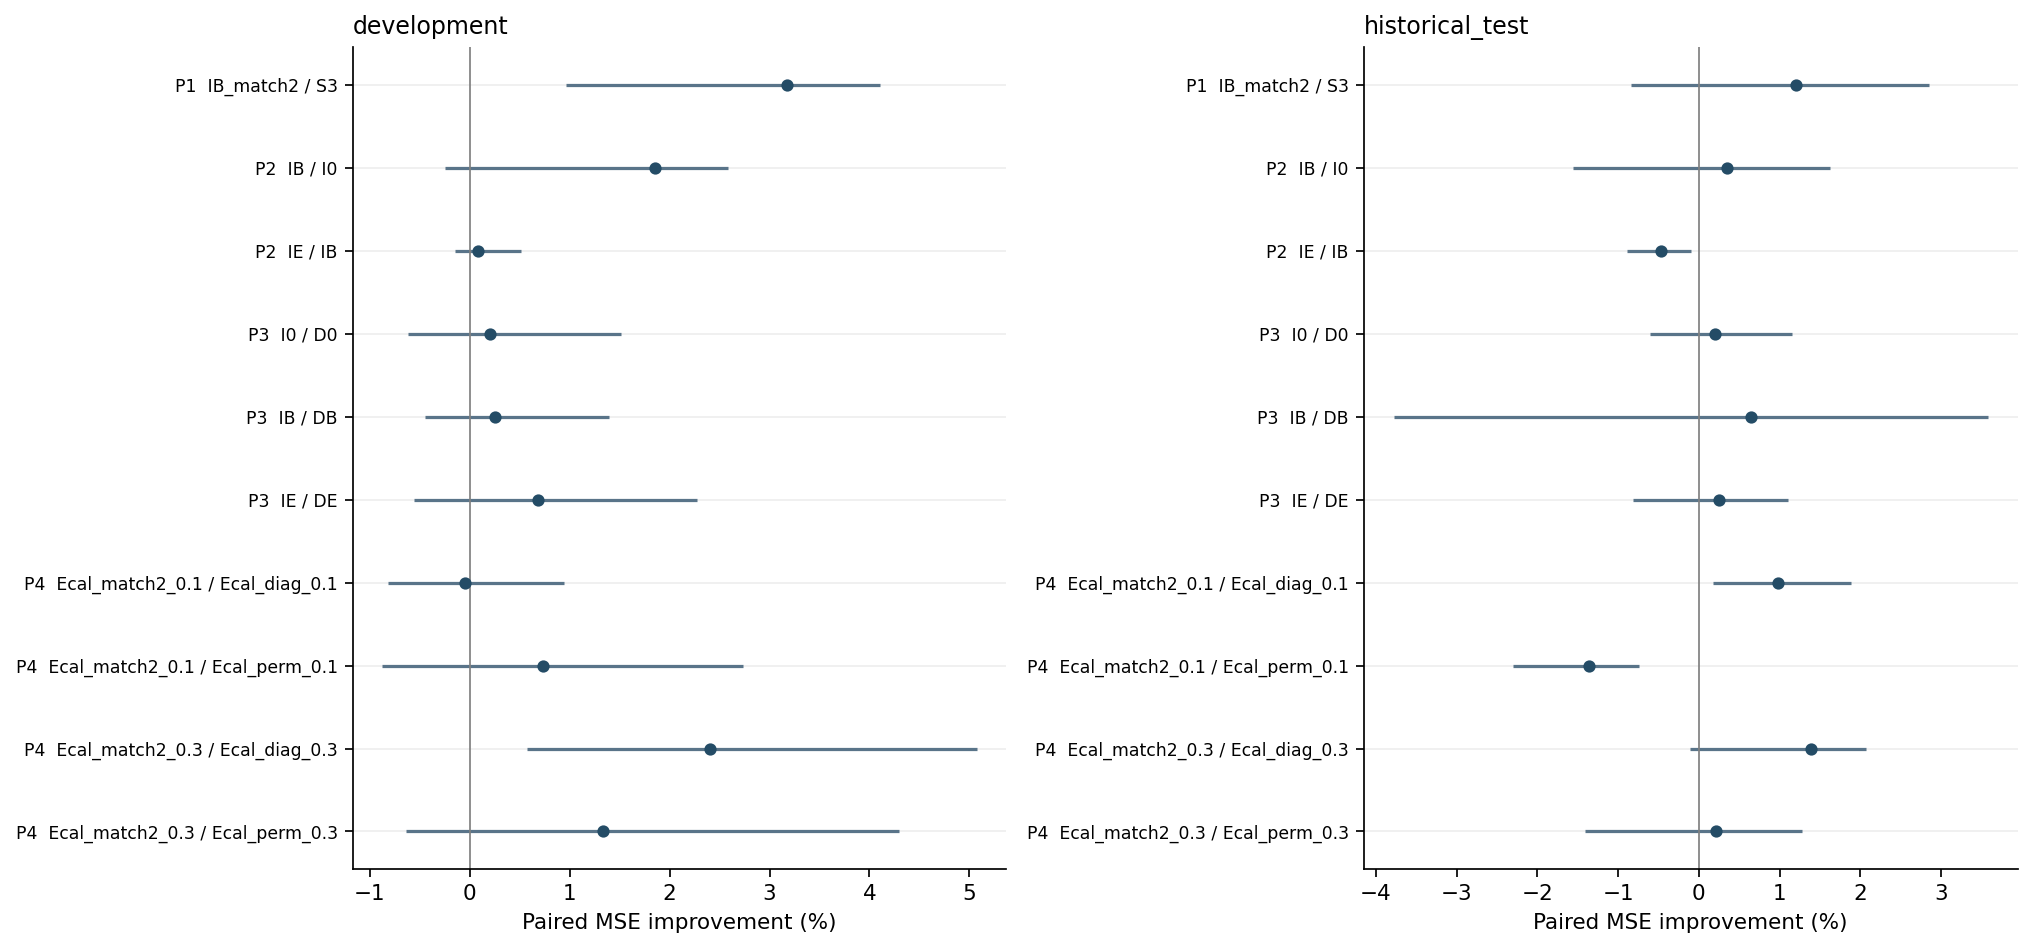 development
P1  IB_match2 / S3
P2  IB / I0
P2  IE / IB
P3  I0 / D0
P3  IB / DB
P3  IE / DE
P4  Ecal_match2_0.1 / Ecal_diag_0.1
P4  Ecal_match2_0.1 / Ecal_perm_0.1
P4  Ecal_match2_0.3 / Ecal_diag_0.3
P4  Ecal_match2_0.3 / Ecal_perm_0.3
−1 0 1 2 3 4 5
Paired MSE improvement (%)
historical_test
P1  IB_match2 / S3
P2  IB / I0
P2  IE / IB
P3  I0 / D0
P3  IB / DB
P3  IE / DE
P4  Ecal_match2_0.1 / Ecal_diag_0.1
P4  Ecal_match2_0.1 / Ecal_perm_0.1
P4  Ecal_match2_0.3 / Ecal_diag_0.3
P4  Ecal_match2_0.3 / Ecal_perm_0.3
−4 −3 −2 −1 0 1 2 3
Paired MSE improvement (%)